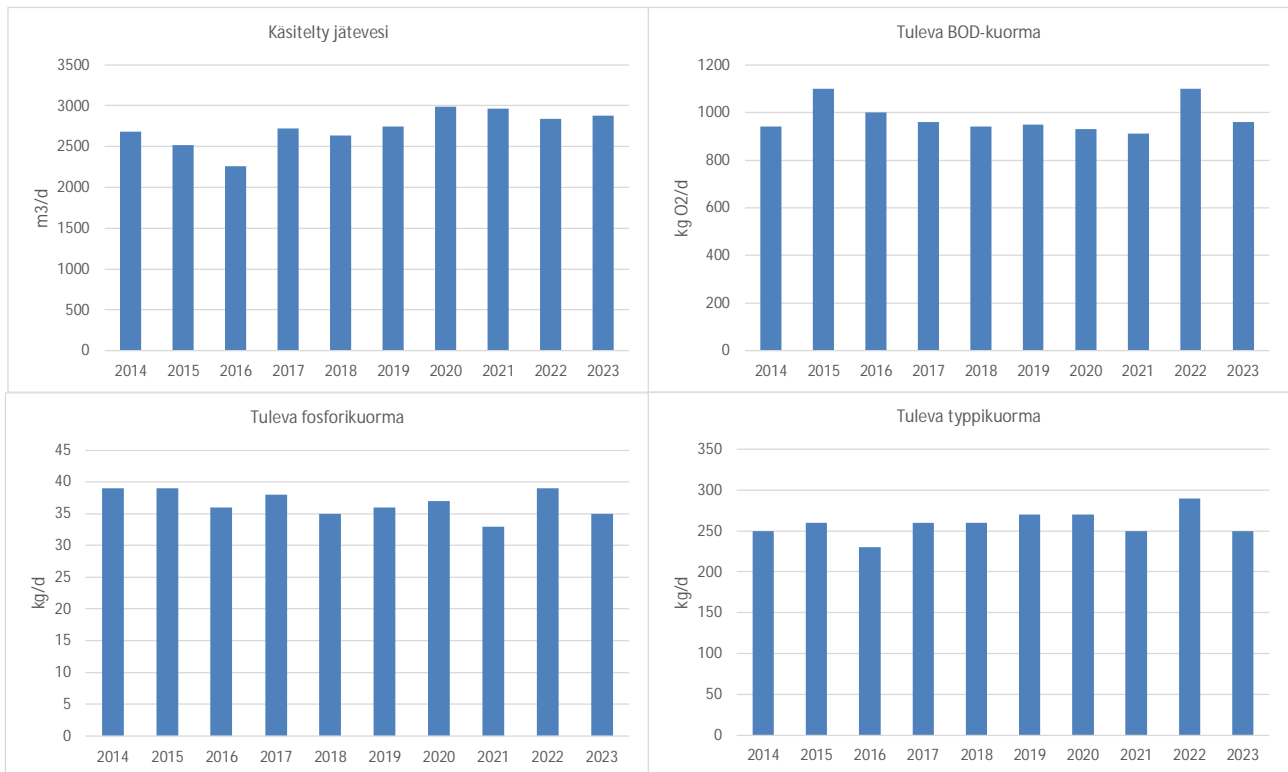 Käsitelty jätevesi
3500
3000
2500
2000
1500
1000
500
0
m3/d
2014 2015 2016 2017 2018 2019 2020 2021 2022 2023
Tuleva BOD-kuorma
1200
1000
800
600
400
200
0
kg O2/d
2014 2015 2016 2017 2018 2019 2020 2021 2022 2023
Tuleva fosforikuorma
45
40
35
30
25
20
15
10
5
0
kg/d
2014 2015 2016 2017 2018 2019 2020 2021 2022 2023
Tuleva typpikuorma
350
300
250
200
150
100
50
0
kg/d
2014 2015 2016 2017 2018 2019 2020 2021 2022 2023